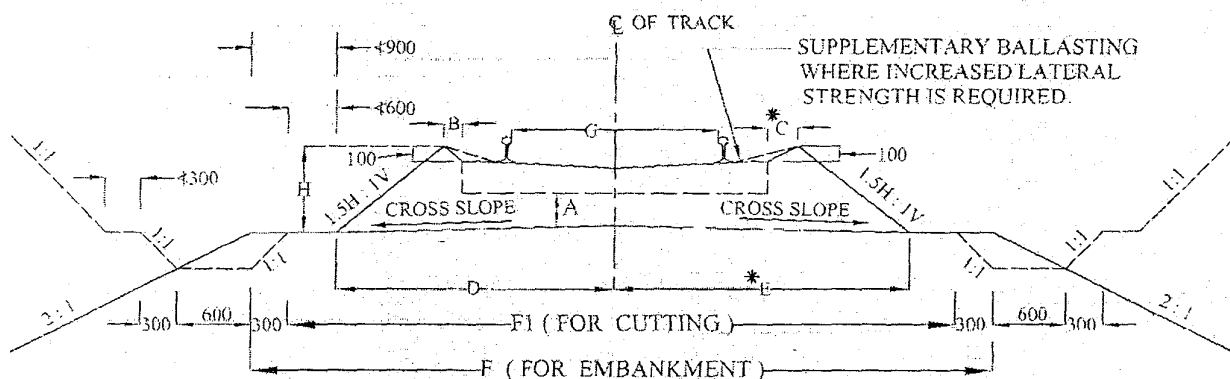 ℄ OF TRACK
SUPPLEMENTARY BALLASTING
WHERE INCREASED LATERAL
STRENGTH IS REQUIRED.
≮900
≮600
≮300
B
G
*C
100
100
H
A
1:1
1:1
1:1
1:1
1:1
1:1
1.5H : 1V
1.5H : 1V
CROSS SLOPE
CROSS SLOPE
D
*E
2 : 1
2 : 1
300
600
300
F1 ( FOR CUTTING )
300
600
300
F ( FOR EMBANKMENT )